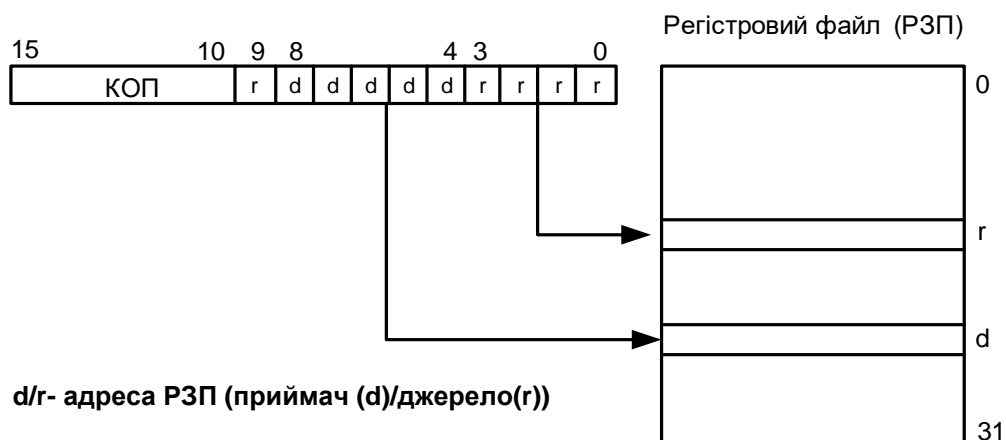 Регістровий файл (РЗП)
15 10 9 8 4 3 0
КОП r d d d d d r r r r
0
r
d
d/r- адреса РЗП (приймач (d)/джерело(r))
31